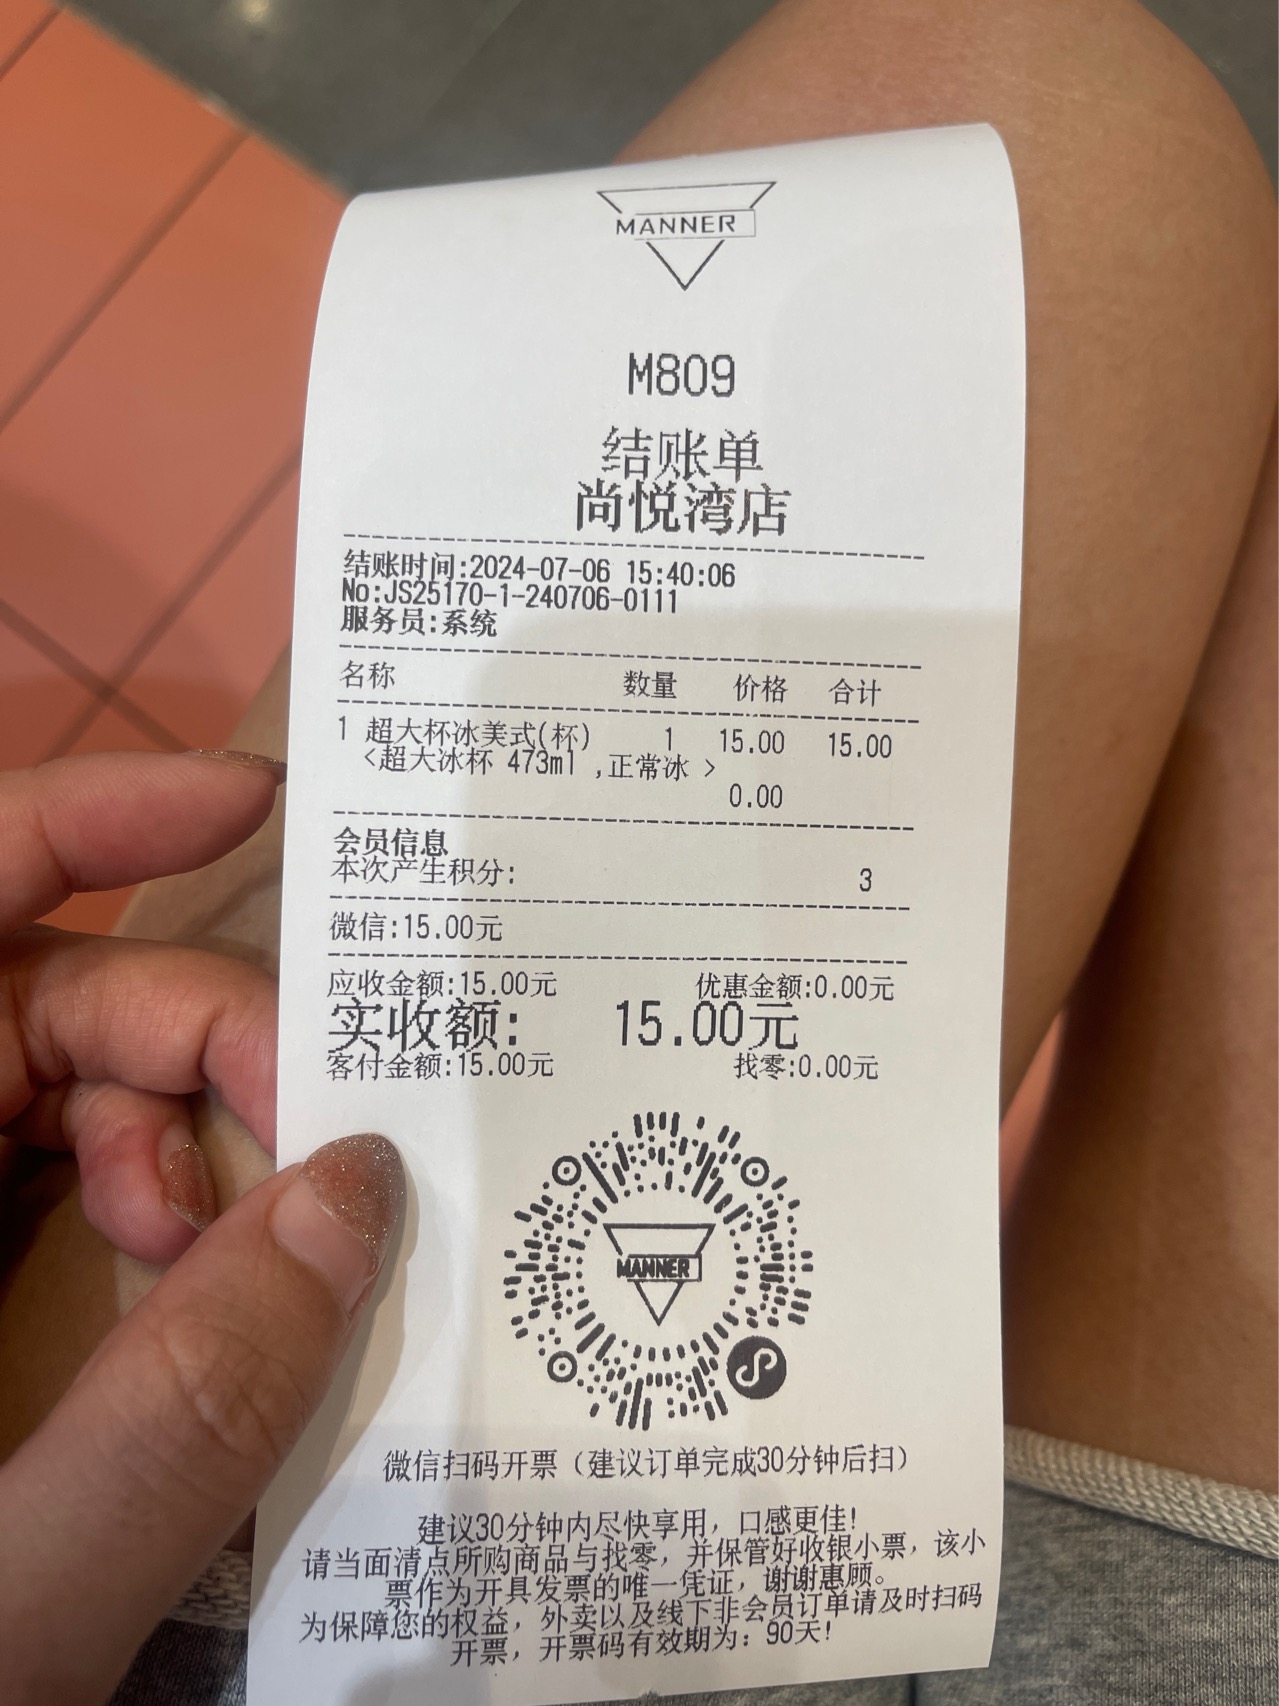 MANNER
M809
结账单
尚悦湾店
结账时间:2024-07-06 15:40:06
No:JS25170-1-240706-0111
服务员:系统
名称 数量 价格 合计
1 超大杯冰美式(杯) 1 15.00 15.00
<超大冰杯 473ml ,正常冰 >
0.00
会员信息
本次产生积分: 3
微信:15.00元
应收金额:15.00元 优惠金额:0.00元
实收额: 15.00元
客付金额:15.00元 找零:0.00元
MANNER
微信扫码开票（建议订单完成30分钟后扫）
建议30分钟内尽快享用，口感更佳!
请当面清点所购商品与找零，并保管好收银小票，该小
票作为开具发票的唯一凭证，谢谢惠顾。
为保障您的权益，外卖以及线下非会员订单请及时扫码
开票，开票码有效期为：90天!